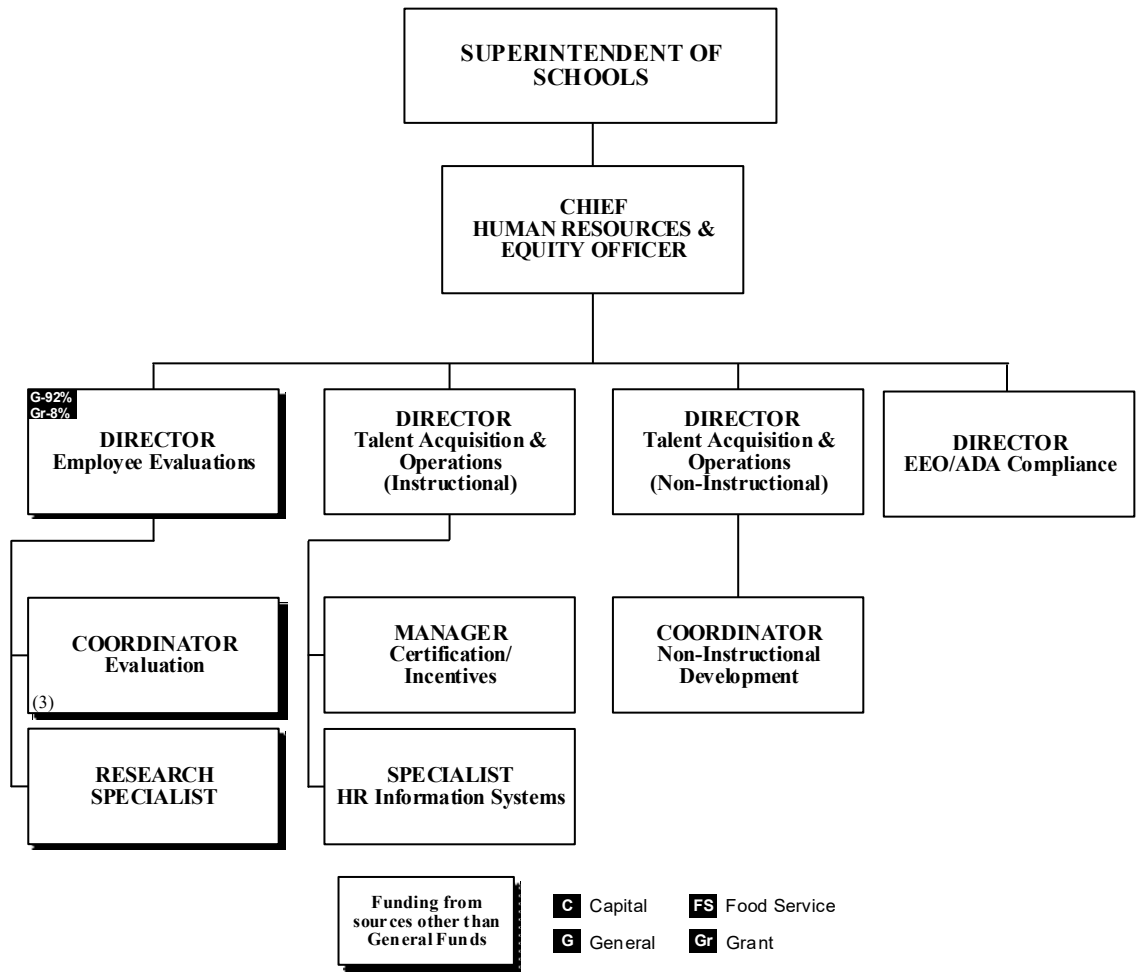 SUPERINTENDENT OF
SCHOOLS
CHIEF
HUMAN RESOURCES &
EQUITY OFFICER
G-92%
Gr-8%
DIRECTOR
Employee Evaluations
DIRECTOR
Talent Acquisition &
Operations
(Instructional)
DIRECTOR
Talent Acquisition &
Operations
(Non-Instructional)
DIRECTOR
EEO/ADA Compliance
COORDINATOR
Evaluation
(3)
MANAGER
Certification/
Incentives
COORDINATOR
Non-Instructional
Development
RESEARCH
SPECIALIST
SPECIALIST
HR Information Systems
Funding from
sources other than
General Funds
C Capital
FS Food Service
G General
Gr Grant